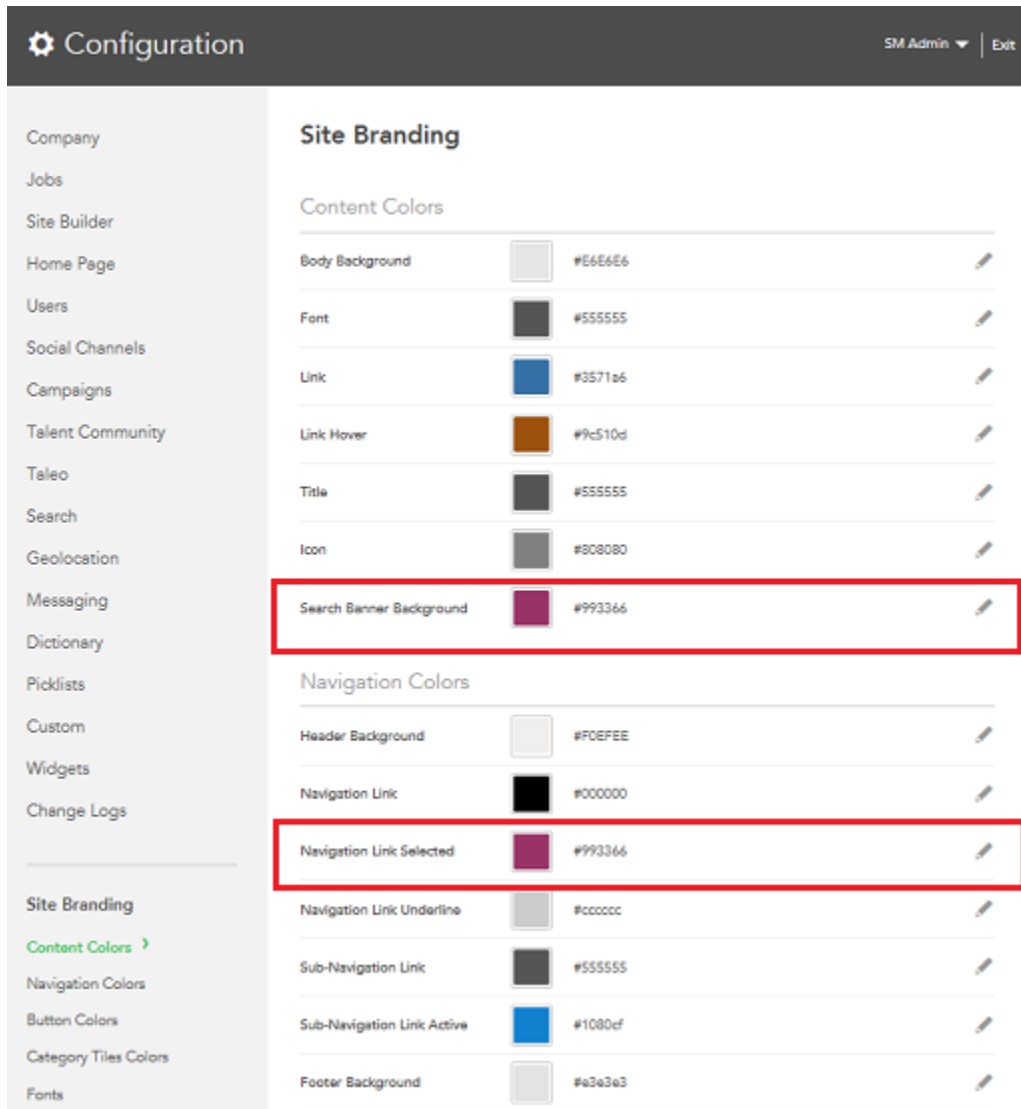 Configuration
SM Admin
Exit
Company
Jobs
Site Builder
Home Page
Users
Social Channels
Campaigns
Talent Community
Taleo
Search
Geolocation
Messaging
Dictionary
Picklists
Custom
Widgets
Change Logs
Site Branding
Content Colors
Navigation Colors
Button Colors
Category Tiles Colors
Fonts
Site Branding
Content Colors
Body Background #E6E6E6
Font #555555
Link #3571a6
Link Hover #9c510d
Title #555555
Icon #808080
Search Banner Background #993366
Navigation Colors
Header Background #F0EFEE
Navigation Link #000000
Navigation Link Selected #993366
Navigation Link Underline #cccccc
Sub-Navigation Link #555555
Sub-Navigation Link Active #1080cf
Footer Background #e3e3e3